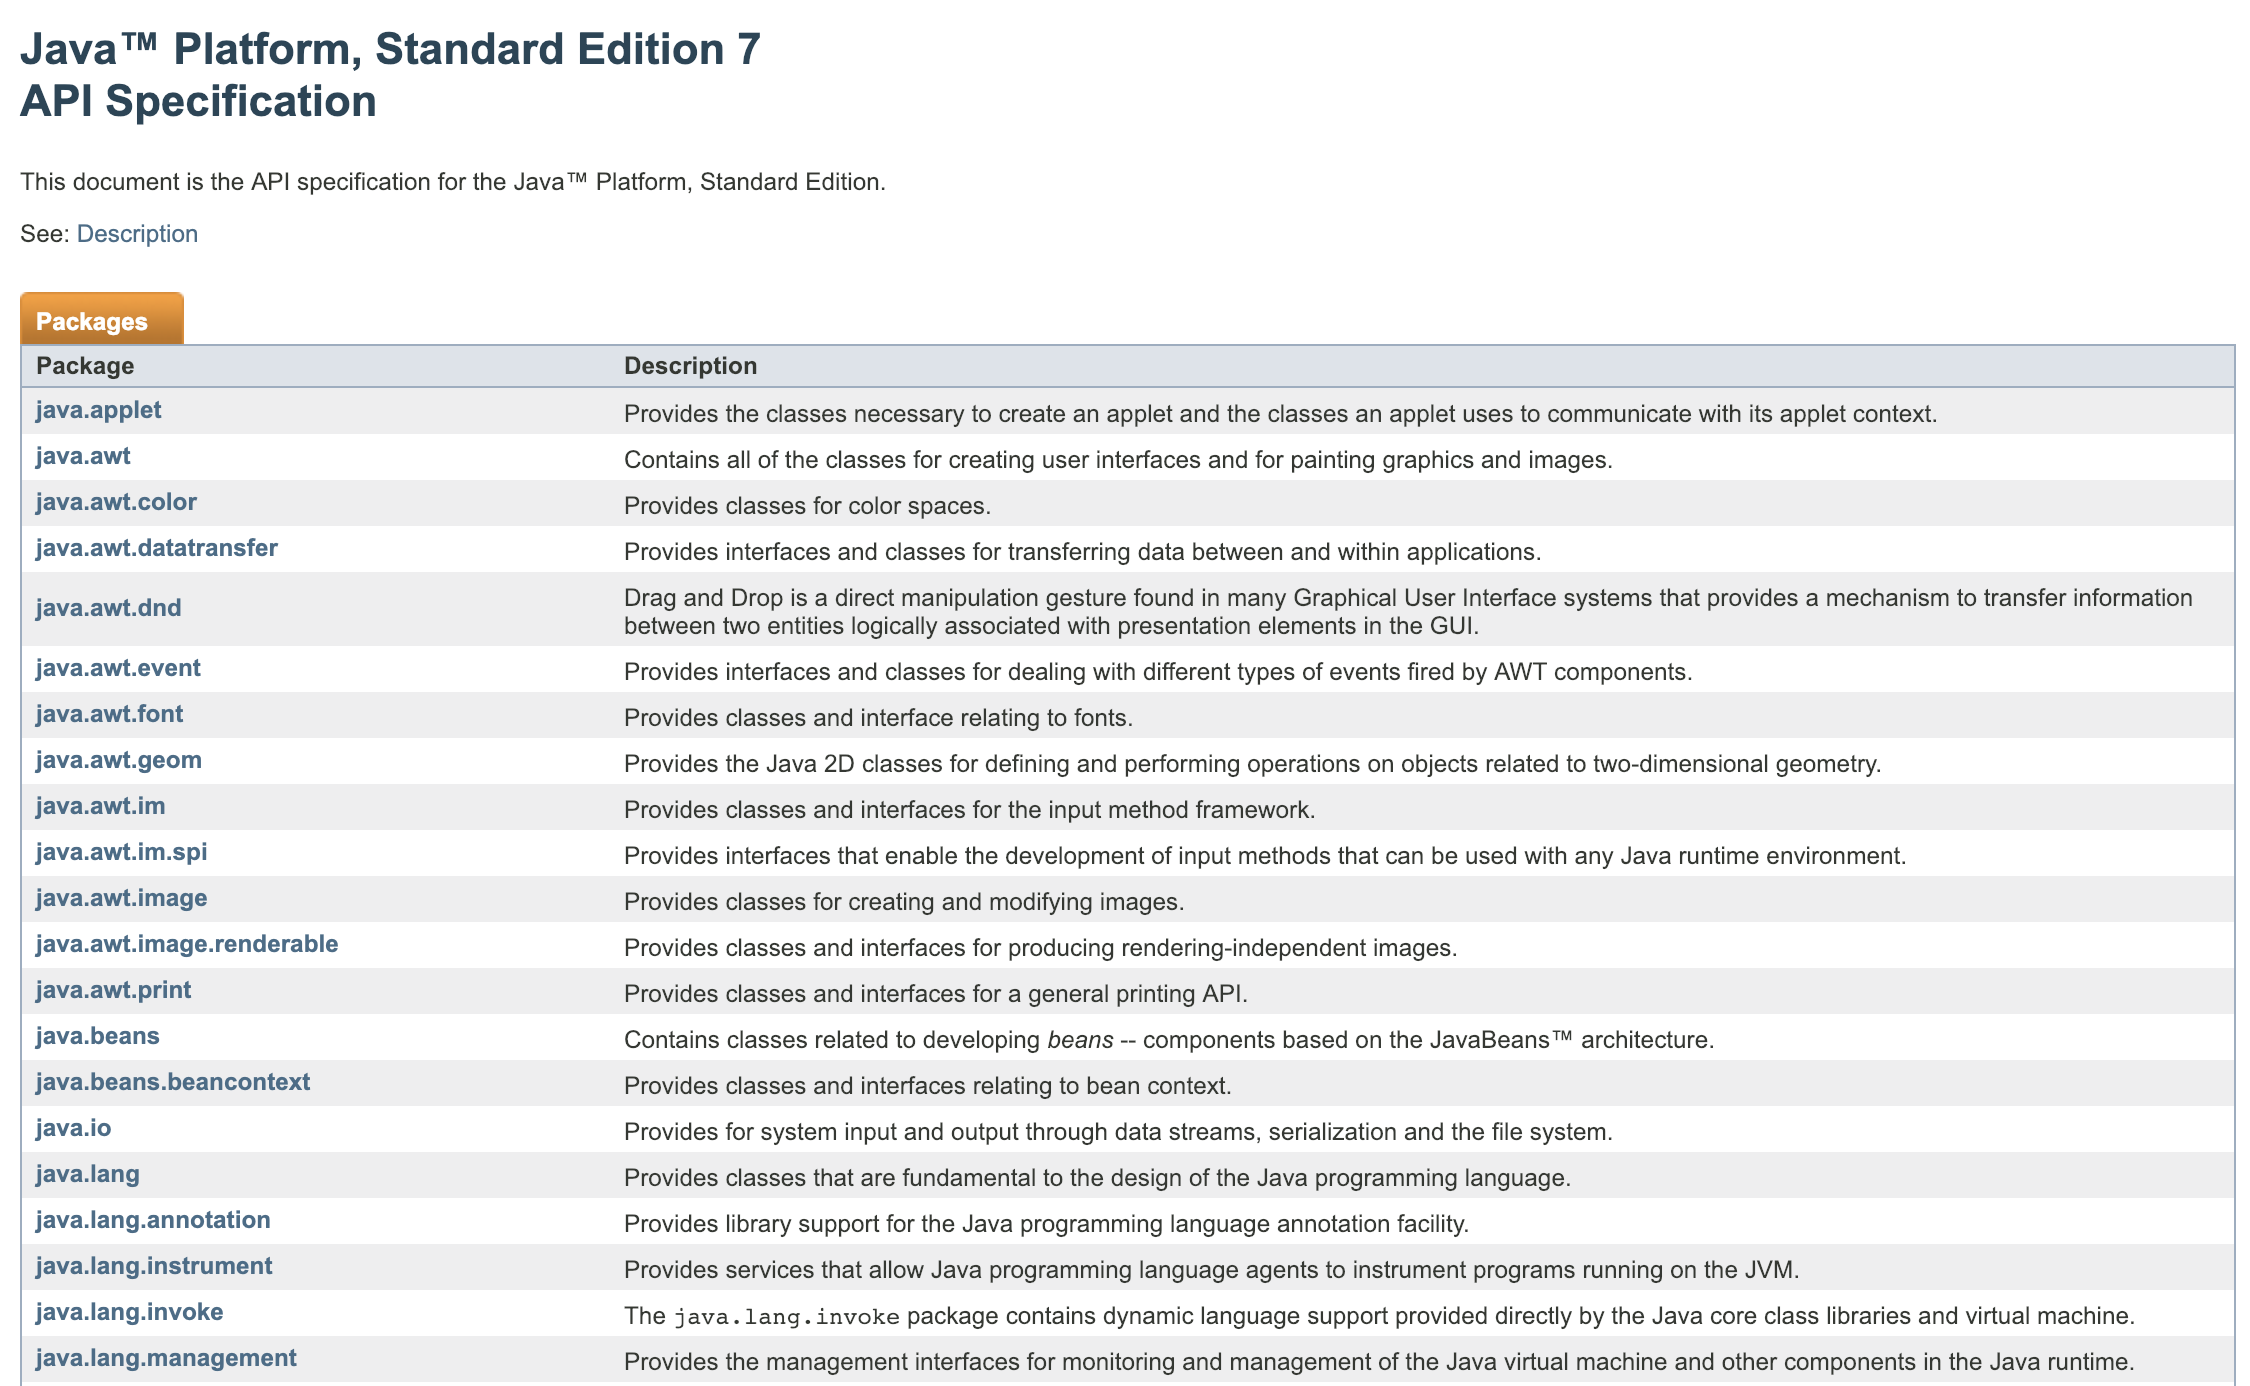 Java™ Platform, Standard Edition 7
API Specification
This document is the API specification for the Java™ Platform, Standard Edition.
See: Description
Packages
Package Description
java.applet Provides the classes necessary to create an applet and the classes an applet uses to communicate with its applet context.
java.awt Contains all of the classes for creating user interfaces and for painting graphics and images.
java.awt.color Provides classes for color spaces.
java.awt.datatransfer Provides interfaces and classes for transferring data between and within applications.
java.awt.dnd Drag and Drop is a direct manipulation gesture found in many Graphical User Interface systems that provides a mechanism to transfer information
between two entities logically associated with presentation elements in the GUI.
java.awt.event Provides interfaces and classes for dealing with different types of events fired by AWT components.
java.awt.font Provides classes and interface relating to fonts.
java.awt.geom Provides the Java 2D classes for defining and performing operations on objects related to two-dimensional geometry.
java.awt.im Provides classes and interfaces for the input method framework.
java.awt.im.spi Provides interfaces that enable the development of input methods that can be used with any Java runtime environment.
java.awt.image Provides classes for creating and modifying images.
java.awt.image.renderable Provides classes and interfaces for producing rendering-independent images.
java.awt.print Provides classes and interfaces for a general printing API.
java.beans Contains classes related to developing beans -- components based on the JavaBeans™ architecture.
java.beans.beancontext Provides classes and interfaces relating to bean context.
java.io Provides for system input and output through data streams, serialization and the file system.
java.lang Provides classes that are fundamental to the design of the Java programming language.
java.lang.annotation Provides library support for the Java programming language annotation facility.
java.lang.instrument Provides services that allow Java programming language agents to instrument programs running on the JVM.
java.lang.invoke The java.lang.invoke package contains dynamic language support provided directly by the Java core class libraries and virtual machine.
java.lang.management Provides the management interfaces for monitoring and management of the Java virtual machine and other components in the Java runtime.